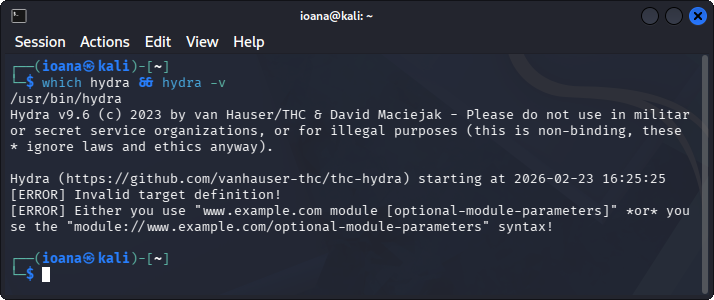 ioana@kali: ~
Session Actions Edit View Help
┌──(ioana㉿kali)-[~]
└─$ which hydra && hydra -v
/usr/bin/hydra
Hydra v9.6 (c) 2023 by van Hauser/THC & David Maciejak - Please do not use in militar
or secret service organizations, or for illegal purposes (this is non-binding, these
* ignore laws and ethics anyway).
Hydra (https://github.com/vanhauser-thc/thc-hydra) starting at 2026-02-23 16:25:25
[ERROR] Invalid target definition!
[ERROR] Either you use "www.example.com module [optional-module-parameters]" *or* you
se the "module://www.example.com/optional-module-parameters" syntax!
┌──(ioana㉿kali)-[~]
└─$